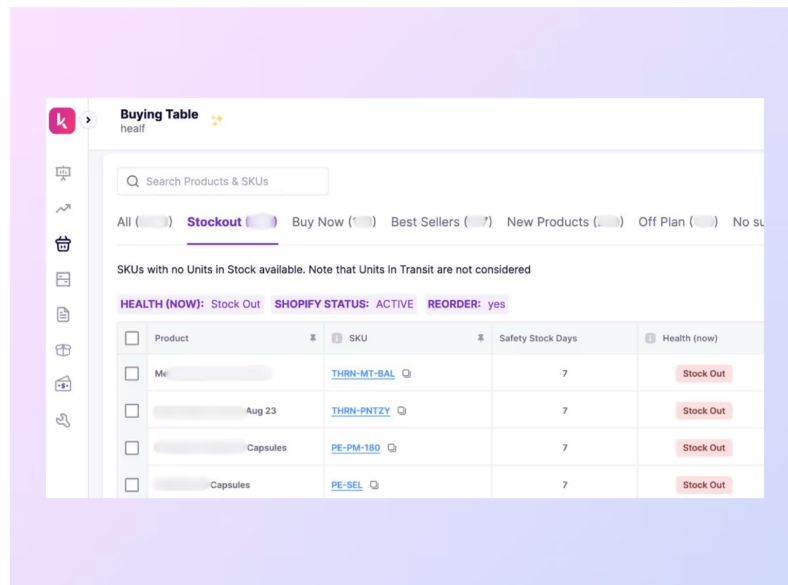 k
Buying Table
healf
Search Products & SKUs
All ( ) Stockout ( ) Buy Now ( ) Best Sellers ( ) New Products ( ) Off Plan ( ) No su
SKUs with no Units in Stock available. Note that Units In Transit are not considered
HEALTH (NOW): Stock Out SHOPIFY STATUS: ACTIVE REORDER: yes
Product SKU Safety Stock Days Health (now)
THRN-MT-BAL 7 Stock Out
Aug 23 THRN-PNTZY 7 Stock Out
Capsules PE-PM-180 7 Stock Out
Capsules PE-SEL 7 Stock Out